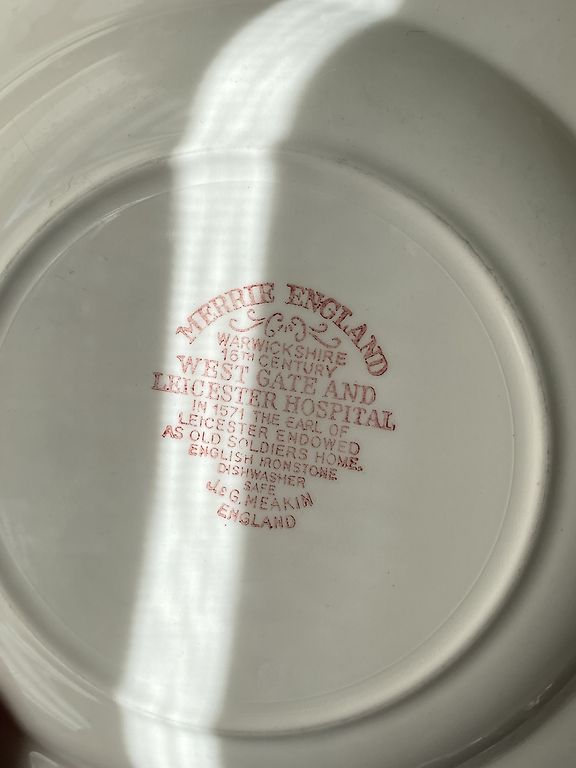 MERRIE ENGLAND
WARWICKSHIRE
16TH CENTURY
WEST GATE AND
LEICESTER HOSPITAL
IN 1571 THE EARL OF
LEICESTER ENDOWED
AS OLD SOLDIERS HOME.
ENGLISH IRONSTONE
DISHWASHER
SAFE
J & G. MEAKIN
ENGLAND